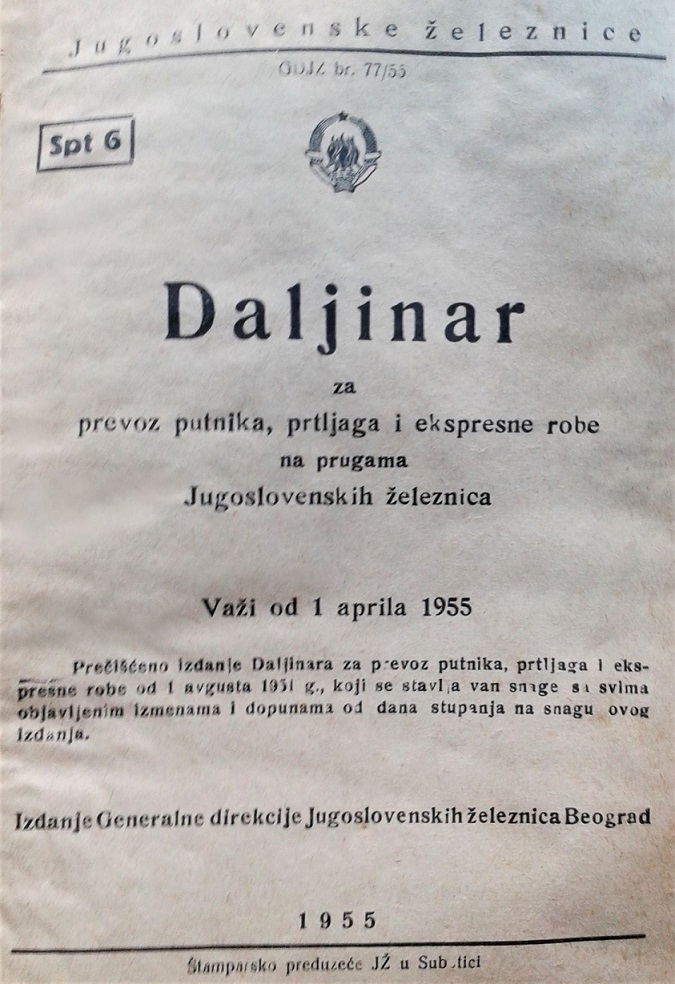 Jugoslovenske železnice
GDJŽ br. 77/55
Spt G
Daljinar
za
prevoz putnika, prtljaga i ekspresne robe
na prugama
Jugoslovenskih železnica
Važi od 1 aprila 1955
Prečišćeno izdanje Daljinara za prevoz putnika, prtljaga i eks-
presne robe od 1 avgusta 1951 g., koji se stavlja van snage sa svima
objavljenim izmenama i dopunama od dana stupanja na snagu ovog
izdanja.
Izdanje Generalne direkcije Jugoslovenskih železnica Beograd
1955
Štamparsko preduzeće JŽ u Subotici